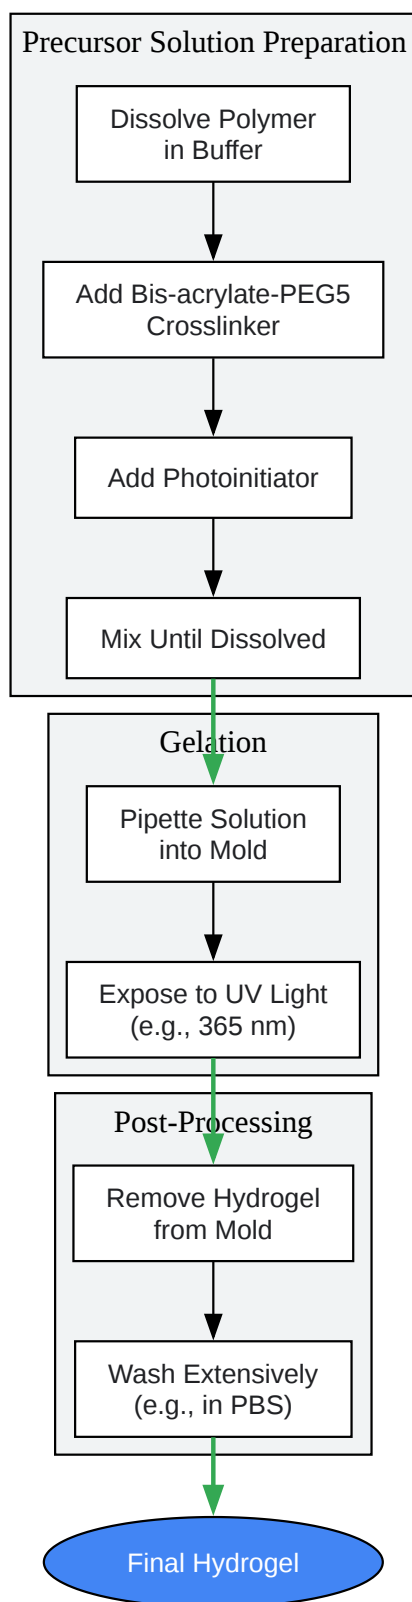 Precursor Solution Preparation
Dissolve Polymer
in Buffer
Add Bis-acrylate-PEG5
Crosslinker
Add Photoinitiator
Mix Until Dissolved
Gelation
Pipette Solution
into Mold
Expose to UV Light
(e.g., 365 nm)
Post-Processing
Remove Hydrogel
from Mold
Wash Extensively
(e.g., in PBS)
Final Hydrogel